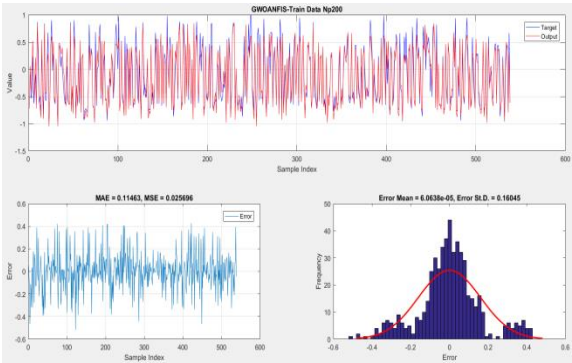 GWOANFIS-Train Data Np200
1
0.5
0
-0.5
-1
-1.5
Value
0 100 200 300 400 500 600
Sample Index
Target
Output
MAE = 0.11463, MSE = 0.025696
0.6
0.4
0.2
0
-0.2
-0.4
-0.6
Error
0 100 200 300 400 500 600
Sample Index
Error
Error Mean = 6.0638e-05, Error St.D. = 0.16045
50
40
30
20
10
0
Frequency
-0.6 -0.4 -0.2 0 0.2 0.4 0.6
Error